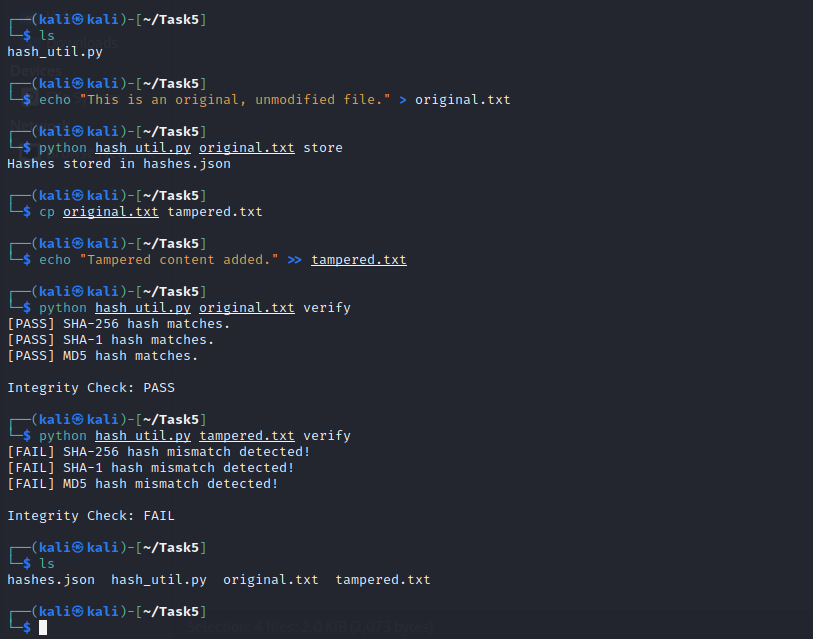 ┌──(kali㉿kali)-[~/Task5]
└─$ ls
hash_util.py
┌──(kali㉿kali)-[~/Task5]
└─$ echo "This is an original, unmodified file." > original.txt
┌──(kali㉿kali)-[~/Task5]
└─$ python hash_util.py original.txt store
Hashes stored in hashes.json
┌──(kali㉿kali)-[~/Task5]
└─$ cp original.txt tampered.txt
┌──(kali㉿kali)-[~/Task5]
└─$ echo "Tampered content added." >> tampered.txt
┌──(kali㉿kali)-[~/Task5]
└─$ python hash_util.py original.txt verify
[PASS] SHA-256 hash matches.
[PASS] SHA-1 hash matches.
[PASS] MD5 hash matches.
Integrity Check: PASS
┌──(kali㉿kali)-[~/Task5]
└─$ python hash_util.py tampered.txt verify
[FAIL] SHA-256 hash mismatch detected!
[FAIL] SHA-1 hash mismatch detected!
[FAIL] MD5 hash mismatch detected!
Integrity Check: FAIL
┌──(kali㉿kali)-[~/Task5]
└─$ ls
hashes.json  hash_util.py  original.txt  tampered.txt
┌──(kali㉿kali)-[~/Task5]
└─$